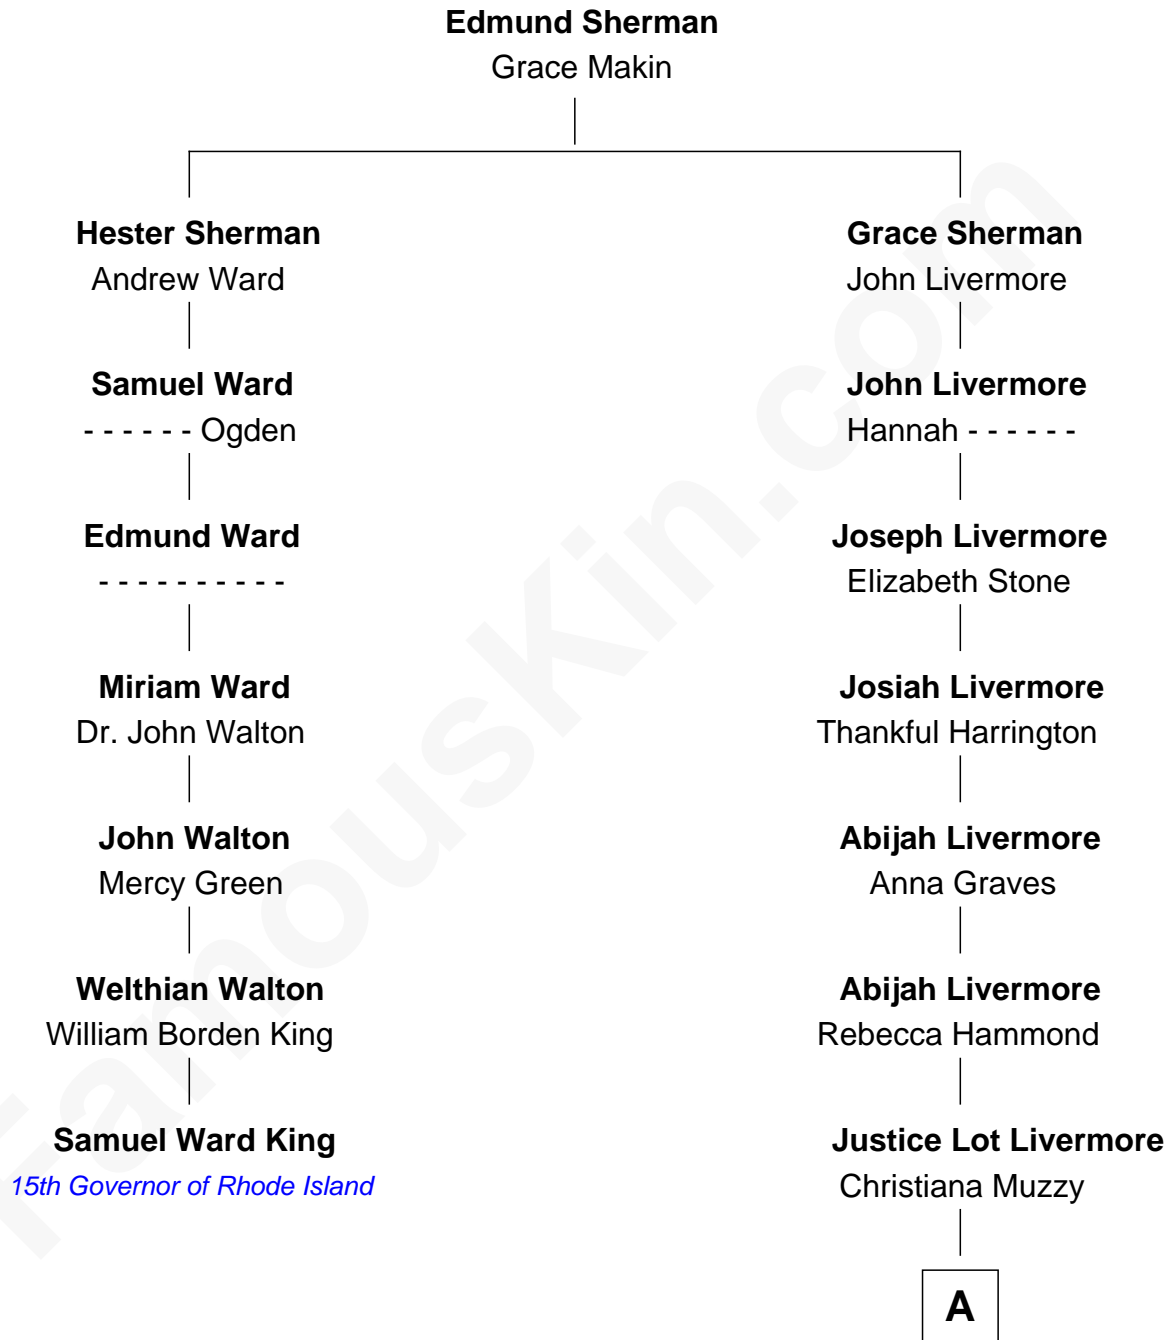 Edmund Sherman
Grace Makin
Hester Sherman
Andrew Ward
Grace Sherman
John Livermore
Samuel Ward
- - - - - - Ogden
John Livermore
Hannah - - - - - -
Edmund Ward
- - - - - - - - - -
Joseph Livermore
Elizabeth Stone
Miriam Ward
Dr. John Walton
Josiah Livermore
Thankful Harrington
John Walton
Mercy Green
Abijah Livermore
Anna Graves
Welthian Walton
William Borden King
Abijah Livermore
Rebecca Hammond
Samuel Ward King
15th Governor of Rhode Island
Justice Lot Livermore
Christiana Muzzy
A
FamousKin.com